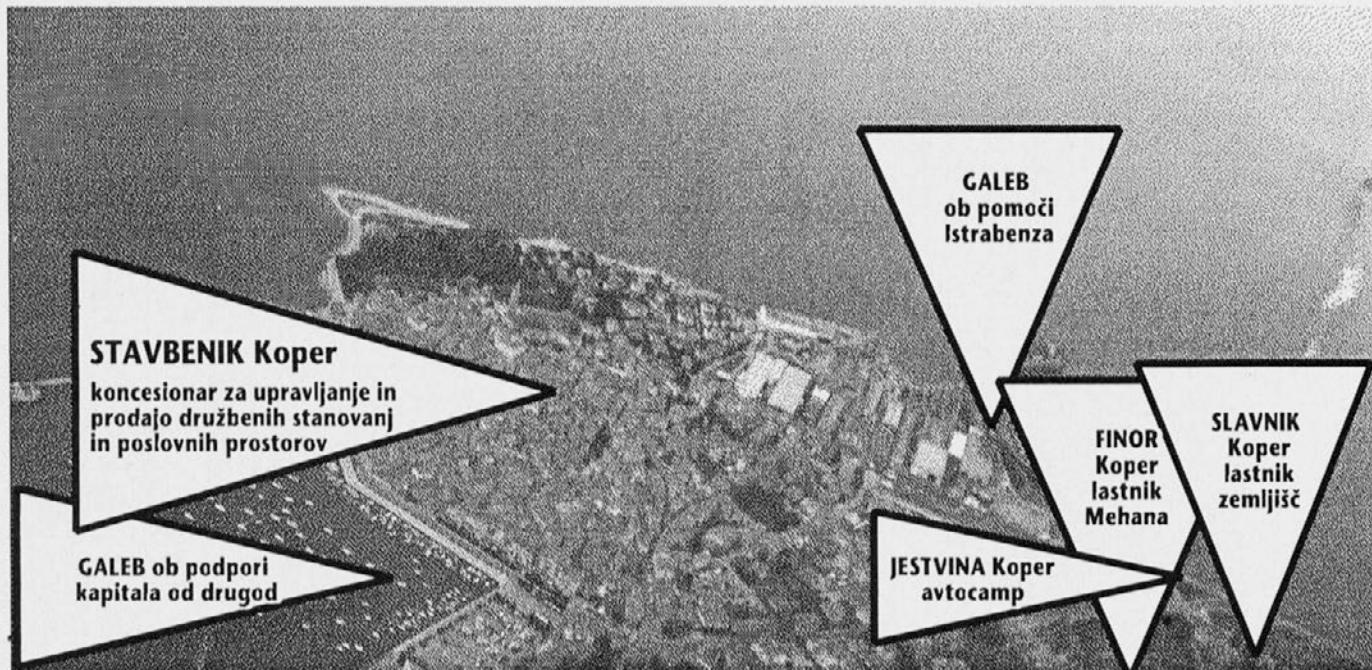 STAVBENIK Koper
koncesionar za upravljanje in
prodajo družbenih stanovanj
in poslovnih prostorov
GALEB ob podpori
kapitala od drugod
GALEB
ob pomoči
Istrabenza
FINOR
Koper
lastnik
Mehana
SLAVNIK
Koper
lastnik
zemljišč
JESTVINA Koper
avtocamp